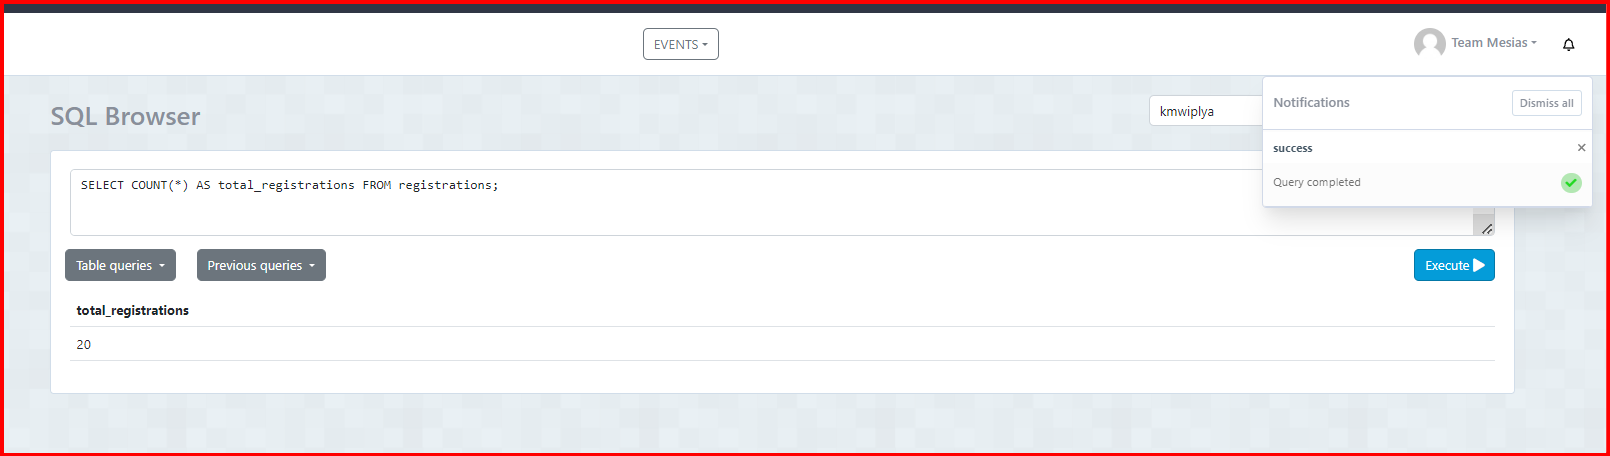 EVENTS
Team Mesias
SQL Browser
kmwiplya
Notifications
Dismiss all
success
Query completed
SELECT COUNT(*) AS total_registrations FROM registrations;
Table queries
Previous queries
Execute
total_registrations
20